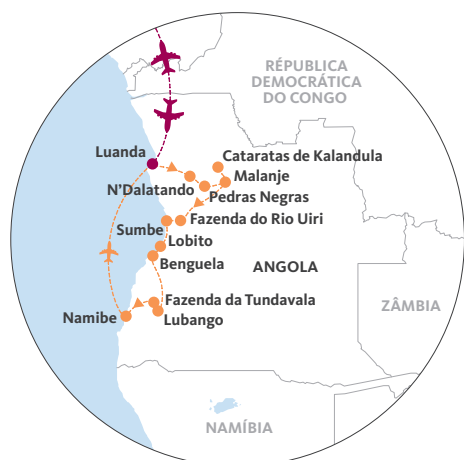 REPÚBLICA
DEMOCRÁTICA
DO CONGO
Luanda
Cataratas de Kalandula
Malanje
N’Dalatando
Pedras Negras
Fazenda do Rio Uiri
Sumbe
Lobito
Benguela
ANGOLA
Fazenda da Tundavala
ZÂMBIA
Namibe
Lubango
NAMÍBIA